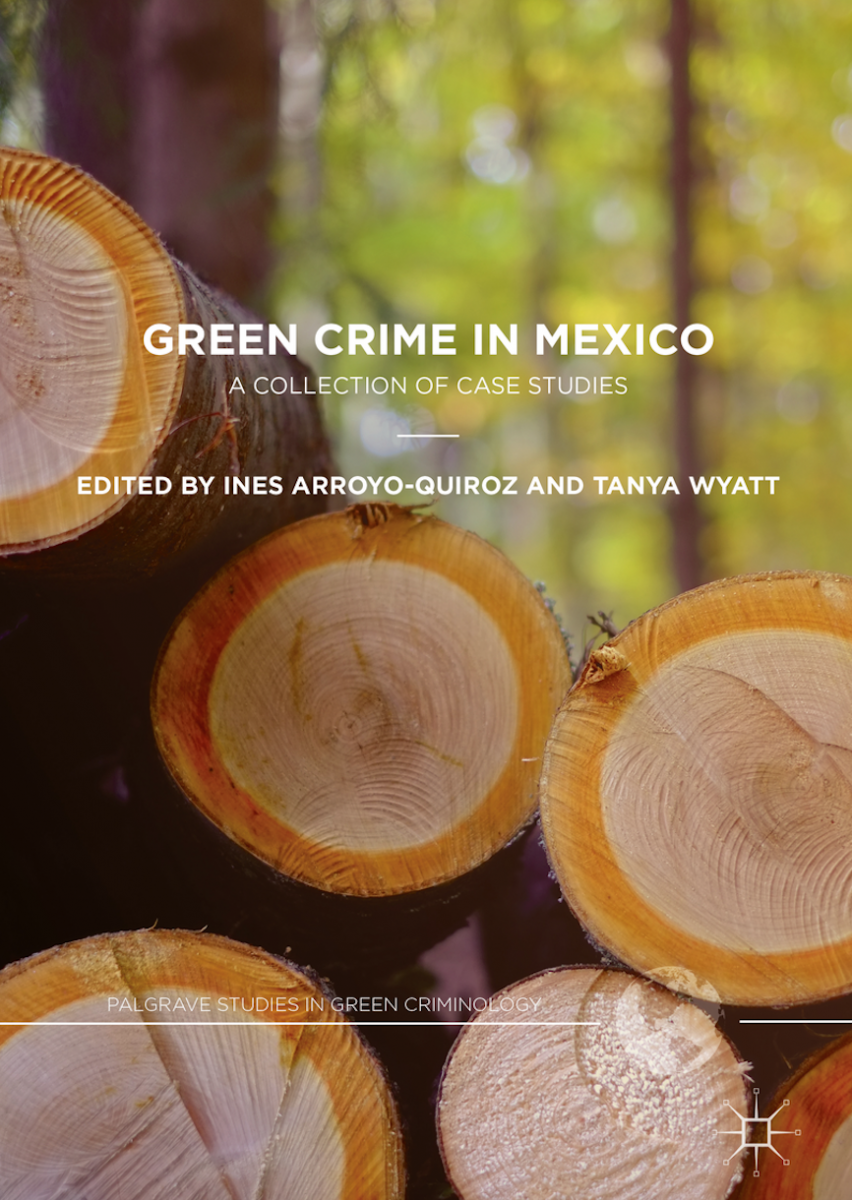 GREEN CRIME IN MEXICO
A COLLECTION OF CASE STUDIES
EDITED BY INES ARROYO-QUIROZ AND TANYA WYATT
PALGRAVE STUDIES IN GREEN CRIMINOLOGY